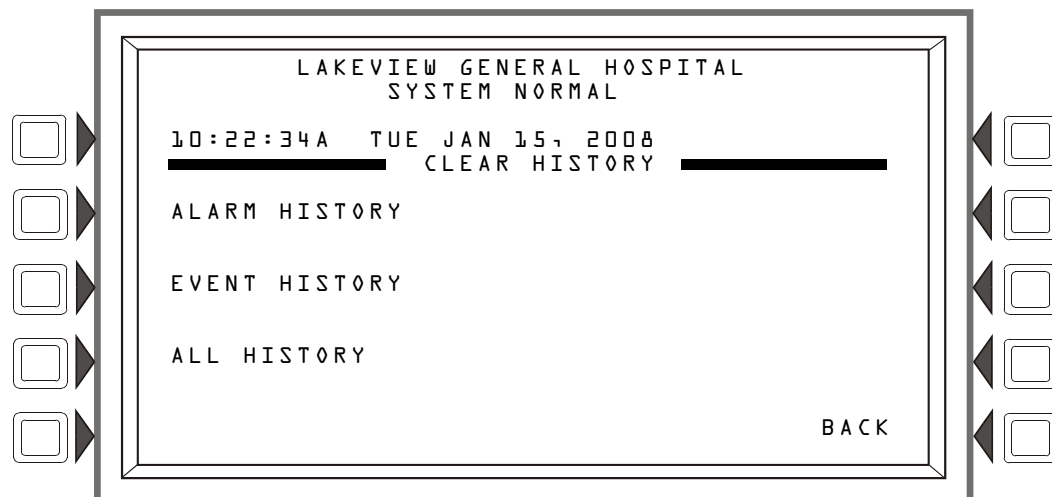 LAKEVIEW GENERAL HOSPITAL
SYSTEM NORMAL
10:22:34A TUE JAN 15, 2008
CLEAR HISTORY
ALARM HISTORY
EVENT HISTORY
ALL HISTORY
BACK